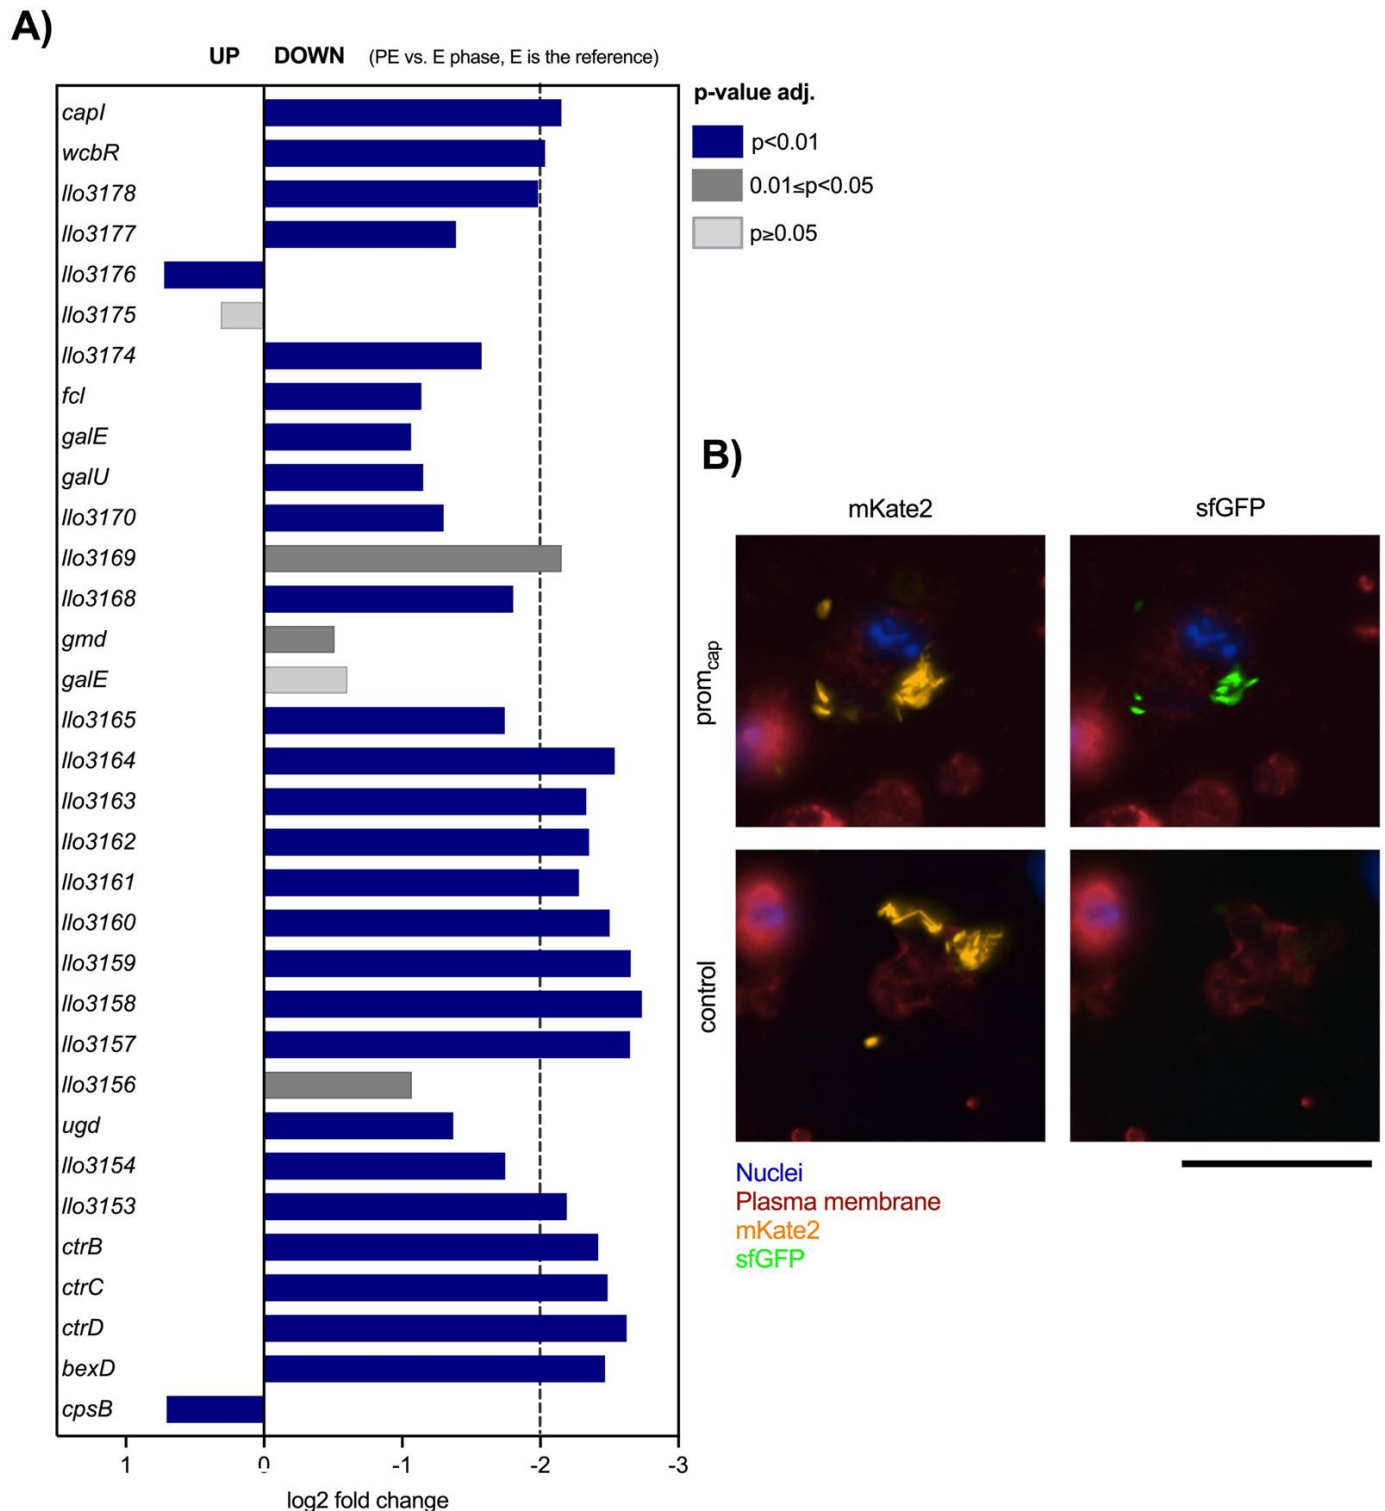 A)
UP DOWN (PE vs. E phase, E is the reference)
capI
wcbR
llo3178
llo3177
llo3176
llo3175
llo3174
fcl
galE
galU
llo3170
llo3169
llo3168
gmd
galE
llo3165
llo3164
llo3163
llo3162
llo3161
llo3160
llo3159
llo3158
llo3157
llo3156
ugd
llo3154
llo3153
ctrB
ctrC
ctrD
bexD
cpsB
1 0 -1 -2 -3
log2 fold change
p-value adj.
p<0.01
0.01≤p<0.05
p≥0.05
B)
mKate2 sfGFP
promcap
control
Nuclei
Plasma membrane
mKate2
sfGFP